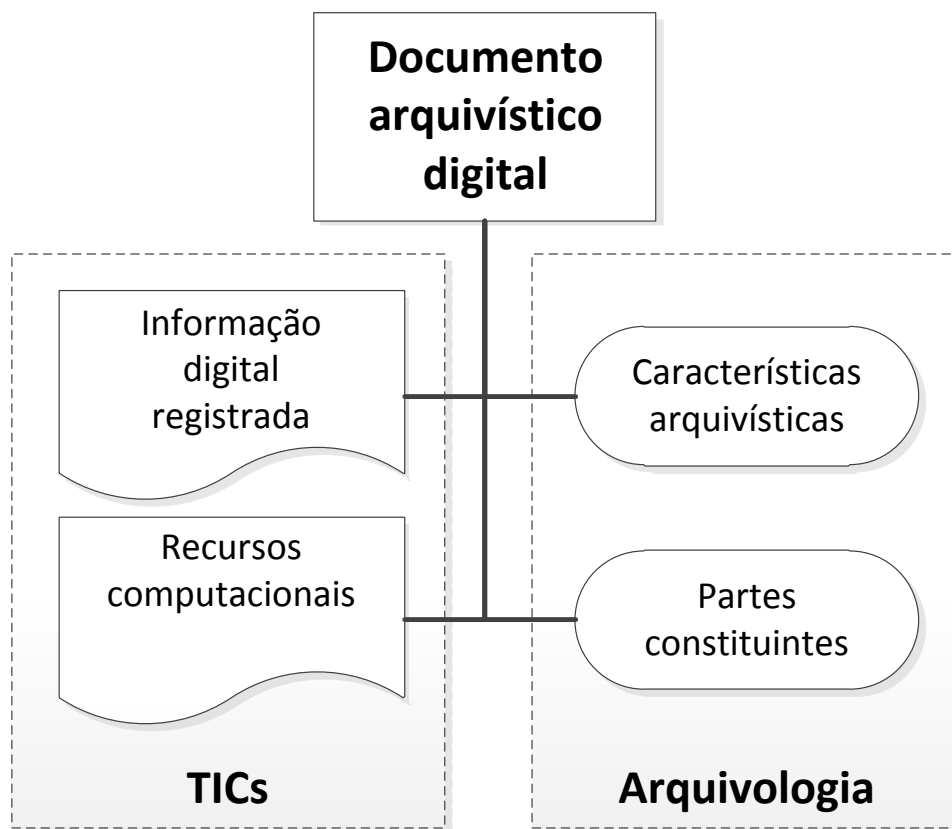 Documento
arquivístico
digital
Informação
digital
registrada
Recursos
computacionais
TICs
Características
arquivísticas
Partes
constituintes
Arquivologia